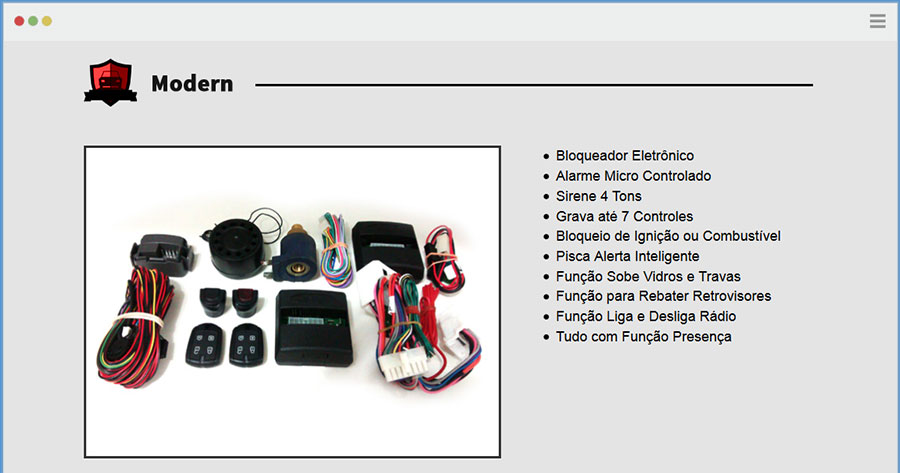 Modern
Bloqueador Eletrônico
Alarme Micro Controlado
Sirene 4 Tons
Grava até 7 Controles
Bloqueio de Ignição ou Combustível
Pisca Alerta Inteligente
Função Sobe Vidros e Travas
Função para Rebater Retrovisores
Função Liga e Desliga Rádio
Tudo com Função Presença